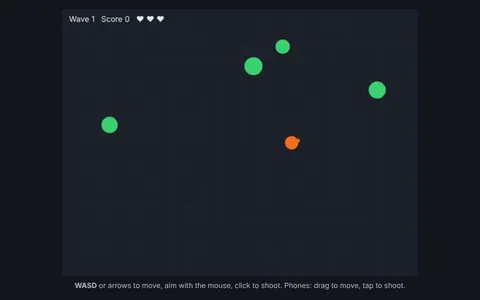 Wave 1 Score 0 ♥ ♥ ♥
WASD or arrows to move, aim with the mouse, click to shoot. Phones: drag to move, tap to shoot.